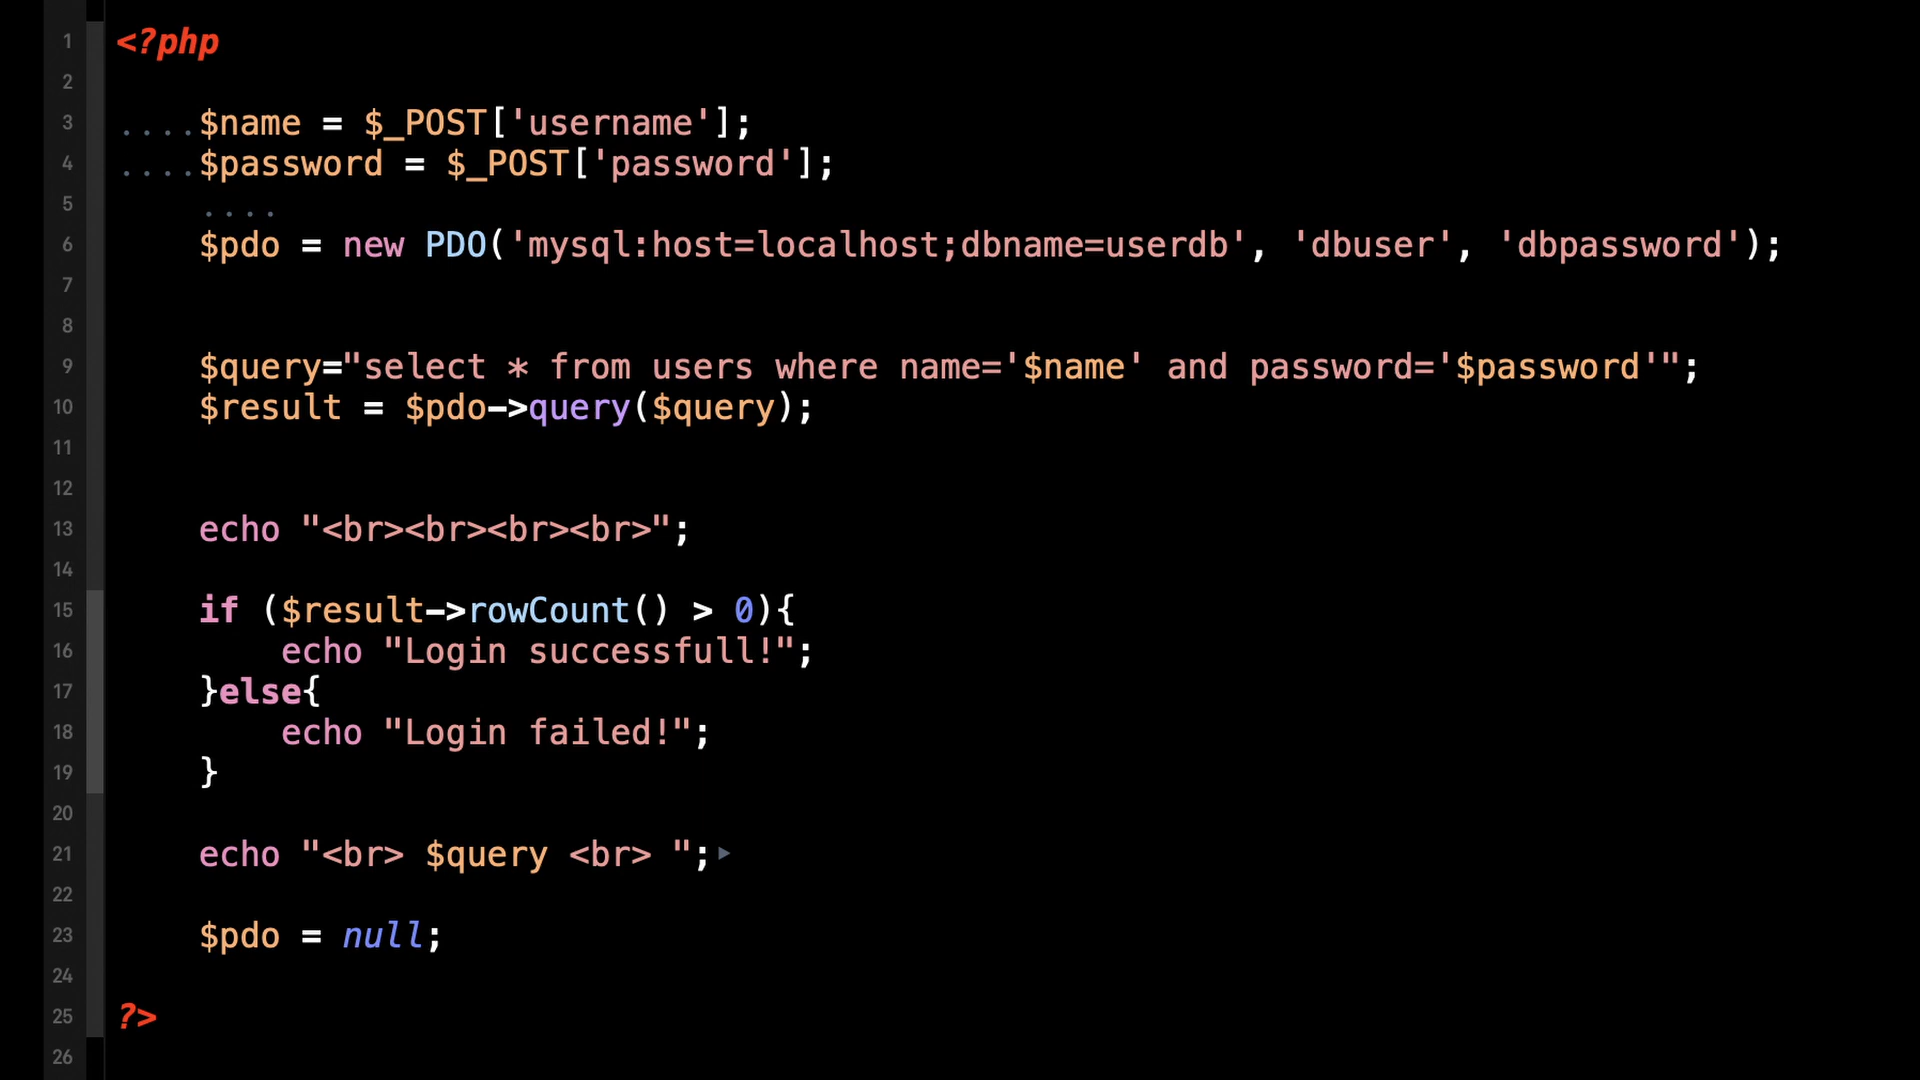 1 <?php
2
3 ....$name = $_POST['username'];
4 ....$password = $_POST['password'];
5 ....
6 $pdo = new PDO('mysql:host=localhost;dbname=userdb', 'dbuser', 'dbpassword');
7
8
9 $query="select * from users where name='$name' and password='$password'";
10 $result = $pdo->query($query);
11
12
13 echo "<br><br><br><br>";
14
15 if ($result->rowCount() > 0){
16 echo "Login successfull!";
17 }else{
18 echo "Login failed!";
19 }
20
21 echo "<br> $query <br> ";
22
23 $pdo = null;
24
25 ?>
26